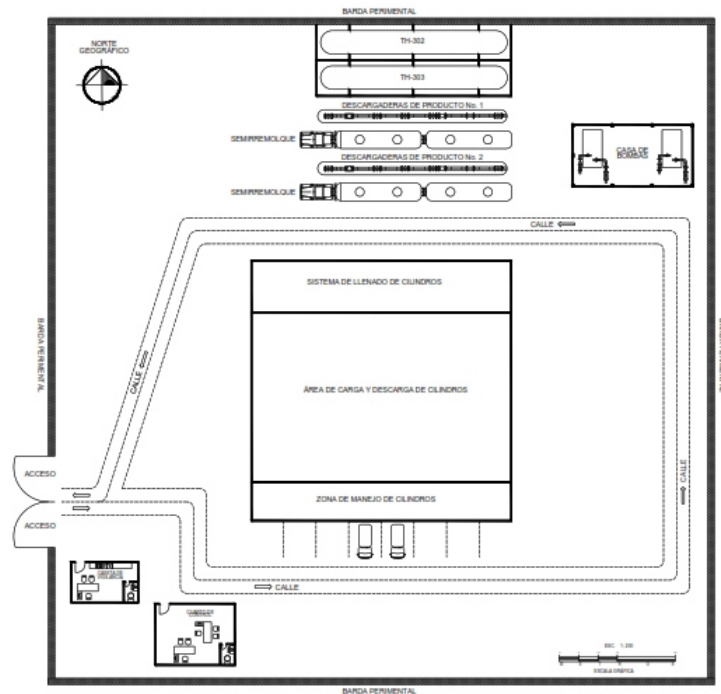 BARDA PERIMENTAL
NORTE
GEOGRÁFICO
TH-302
TH-303
DESCARGADERAS DE PRODUCTO No. 1
SEMIRREMOLQUE
DESCARGADERAS DE PRODUCTO No. 2
SEMIRREMOLQUE
CASA DE
BOMBAS
CALLE
SISTEMA DE LLENADO DE CILINDROS
BARDA PERIMENTAL
CALLE
ÁREA DE CARGA Y DESCARGA DE CILINDROS
CALLE
ACCESO
ZONA DE MANEJO DE CILINDROS
ACCESO
CALLE
ESCALA GRÁFICA
BARDA PERIMENTAL